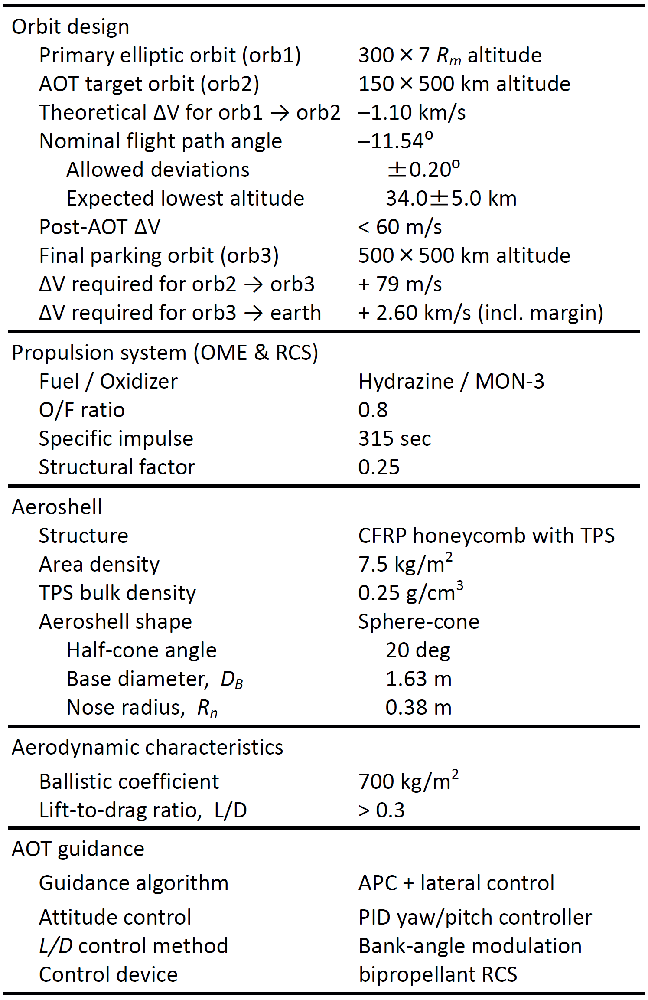 Orbit design
Primary elliptic orbit (orb1) 300 × 7 Rm altitude
AOT target orbit (orb2) 150 × 500 km altitude
Theoretical ΔV for orb1 → orb2 –1.10 km/s
Nominal flight path angle –11.54º
Allowed deviations ±0.20º
Expected lowest altitude 34.0±5.0 km
Post-AOT ΔV < 60 m/s
Final parking orbit (orb3) 500 × 500 km altitude
ΔV required for orb2 → orb3 + 79 m/s
ΔV required for orb3 → earth + 2.60 km/s (incl. margin)
Propulsion system (OME & RCS)
Fuel / Oxidizer Hydrazine / MON-3
O/F ratio 0.8
Specific impulse 315 sec
Structural factor 0.25
Aeroshell
Structure CFRP honeycomb with TPS
Area density 7.5 kg/m²
TPS bulk density 0.25 g/cm³
Aeroshell shape Sphere-cone
Half-cone angle 20 deg
Base diameter, DB 1.63 m
Nose radius, Rn 0.38 m
Aerodynamic characteristics
Ballistic coefficient 700 kg/m²
Lift-to-drag ratio, L/D > 0.3
AOT guidance
Guidance algorithm APC + lateral control
Attitude control PID yaw/pitch controller
L/D control method Bank-angle modulation
Control device bipropellant RCS